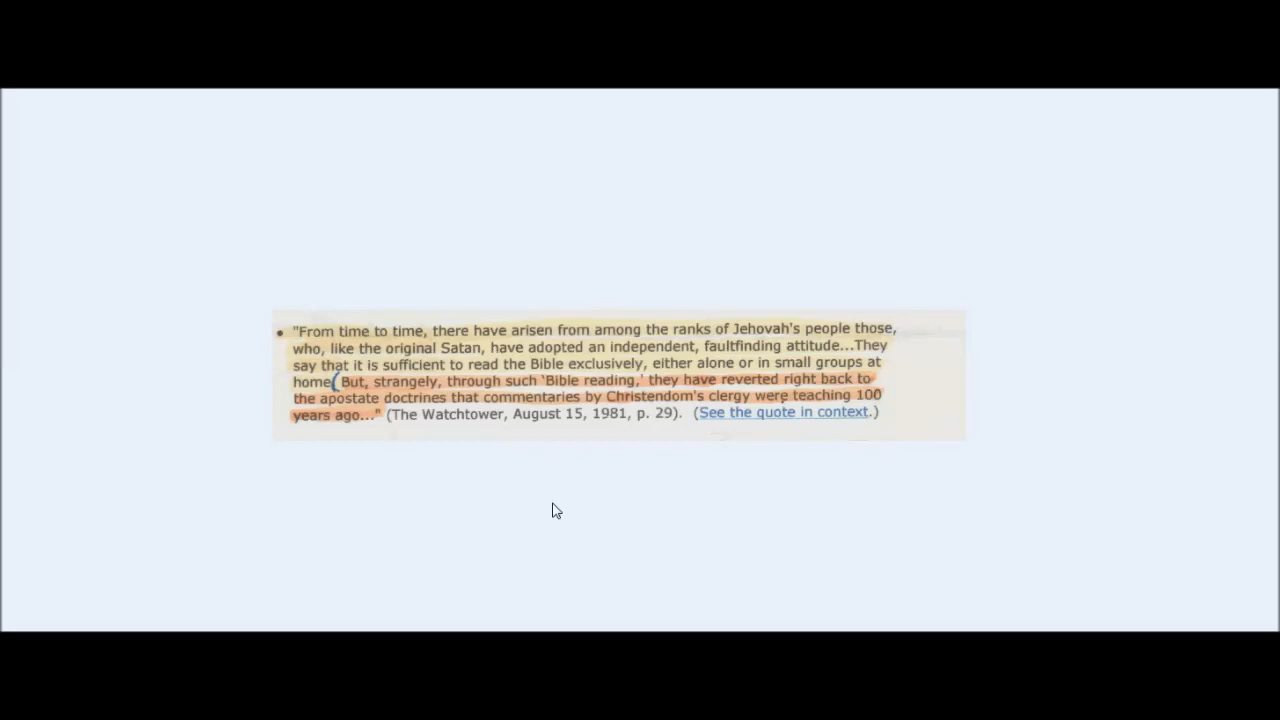 • "From time to time, there have arisen from among the ranks of Jehovah's people those,
who, like the original Satan, have adopted an independent, faultfinding attitude...They
say that it is sufficient to read the Bible exclusively, either alone or in small groups at
home(But, strangely, through such 'Bible reading,' they have reverted right back to
the apostate doctrines that commentaries by Christendom's clergy were teaching 100
years ago..." (The Watchtower, August 15, 1981, p. 29). (See the quote in context.)